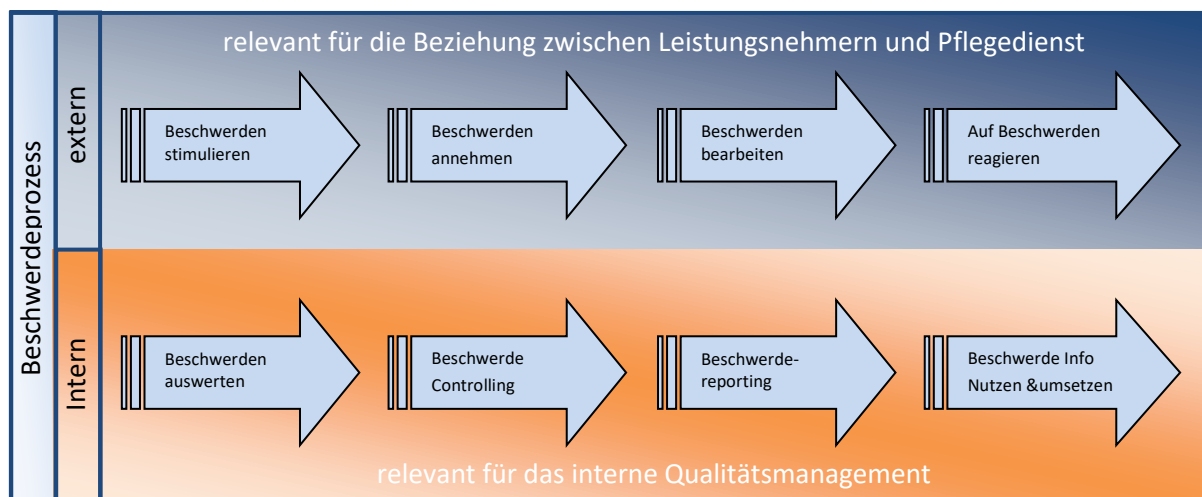 Beschwerdeprozess
extern
relevant für die Beziehung zwischen Leistungsnehmern und Pflegedienst
Beschwerden
stimulieren
Beschwerden
annehmen
Beschwerden
bearbeiten
Auf Beschwerden
reagieren
Intern
Beschwerden
auswerten
Beschwerde
Controlling
Beschwerde-
reporting
Beschwerde Info
Nutzen &umsetzen
relevant für das interne Qualitätsmanagement